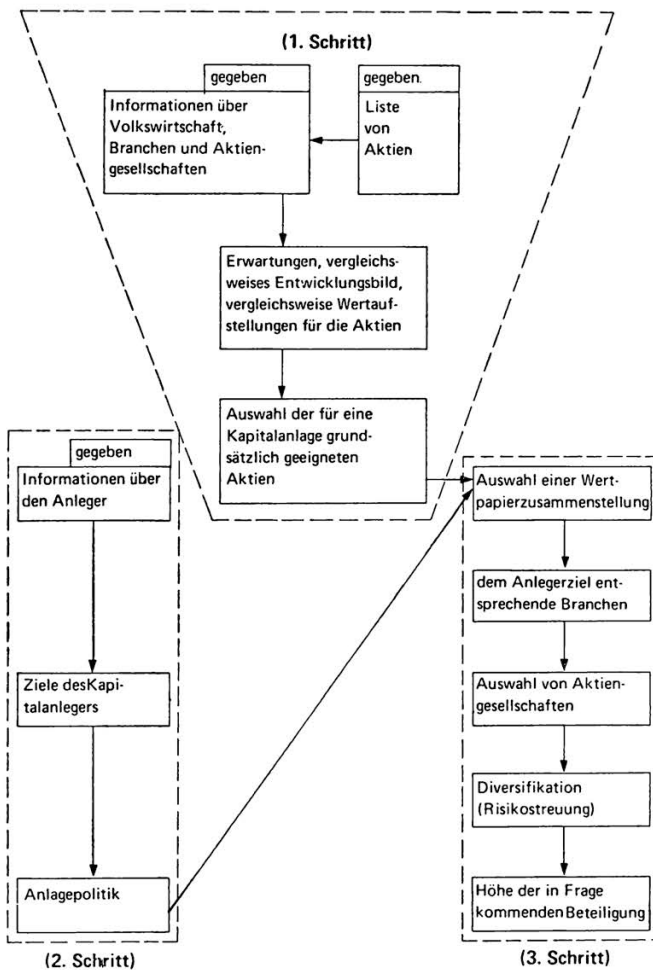 (1. Schritt)
gegeben
Informationen über
Volkswirtschaft,
Branchen und Aktien-
gesellschaften
gegeben.
Liste
von
Aktien
Erwartungen, vergleichs-
weises Entwicklungsbild,
vergleichsweise Wertauf-
stellungen für die Aktien
Auswahl der für eine
Kapitalanlage grund-
sätzlich geeigneten
Aktien
gegeben
Informationen über
den Anleger
Ziele desKapi-
talanlegers
Anlagepolitik
(2. Schritt)
Auswahl einer Wert-
papierzusammenstellung
dem Anlegerziel ent-
sprechende Branchen
Auswahl von Aktien-
gesellschaften
Diversifikation
(Risikostreuung)
Höhe der in Frage
kommenden Beteiligung
(3. Schritt)